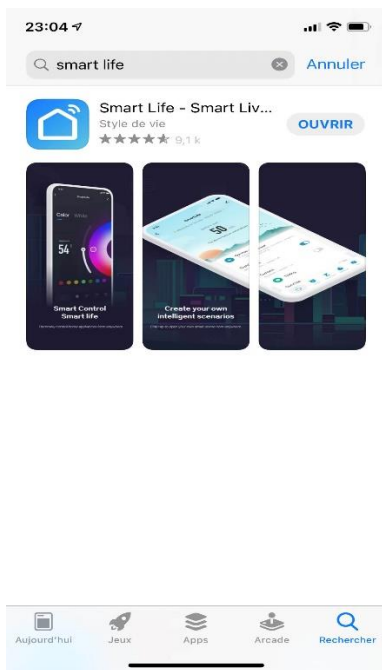 23:04
smart life
Annuler
Smart Life - Smart Liv...
Style de vie
OUVRIR
9,1 k
Color
54
50
Smart Control
Smart life
Create your own
intelligent scenarios
Aujourd'hui
Jeux
Apps
Arcade
Rechercher